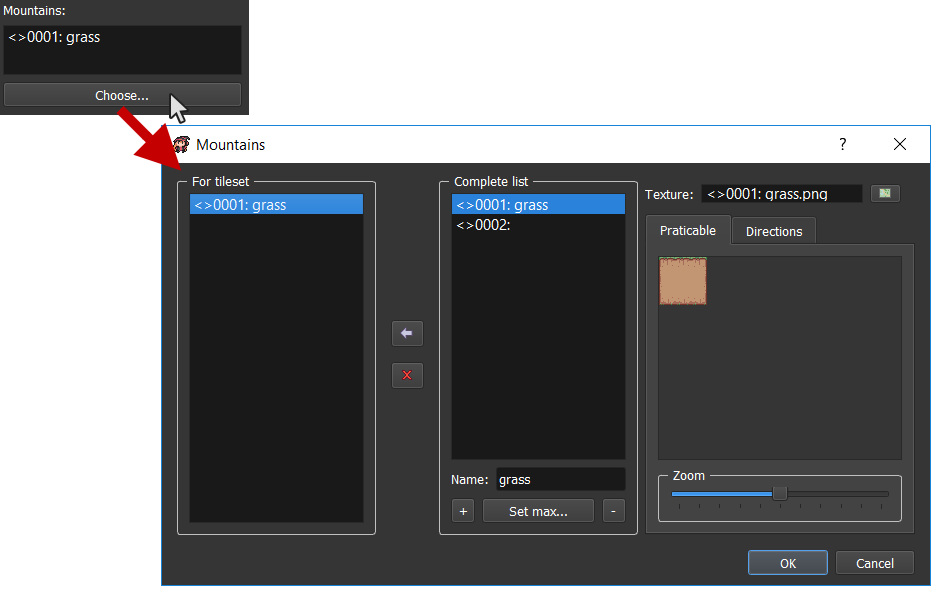 Mountains:
<>0001: grass
Choose...
Mountains
?
For tileset
<>0001: grass
Complete list
<>0001: grass
<>0002:
Name: grass
+ Set max... -
Texture: <>0001: grass.png
Praticable Directions
Zoom
OK Cancel